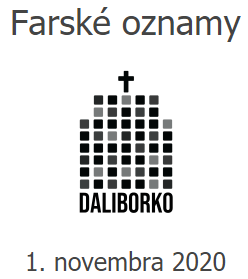 Farské oznamy
DALIBORKO
1. novembra 2020